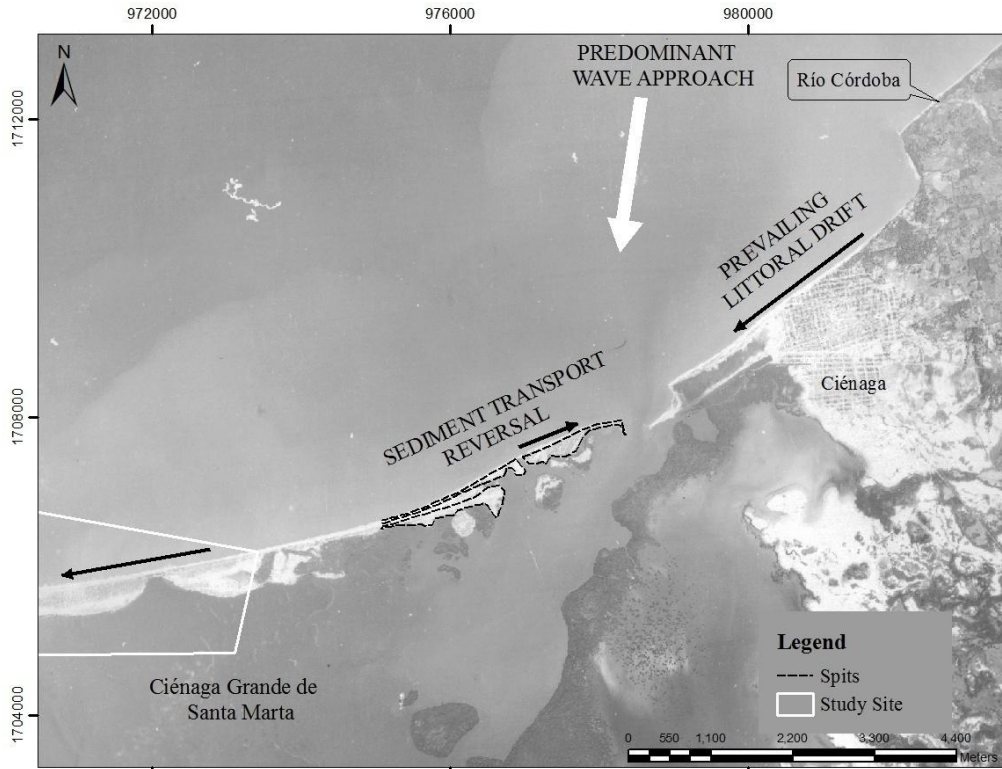 972000
976000
980000
N
PREDOMINANT
WAVE APPROACH
Río Córdoba
1712000
PREVAILING
LITTORAL DRIFT
SEDIMENT TRANSPORT
REVERSAL
1708000
Ciénaga
Ciénaga Grande de
Santa Marta
1704000
Legend
Spits
Study Site
0 550 1,100 2,200 3,300 4,400
Meters